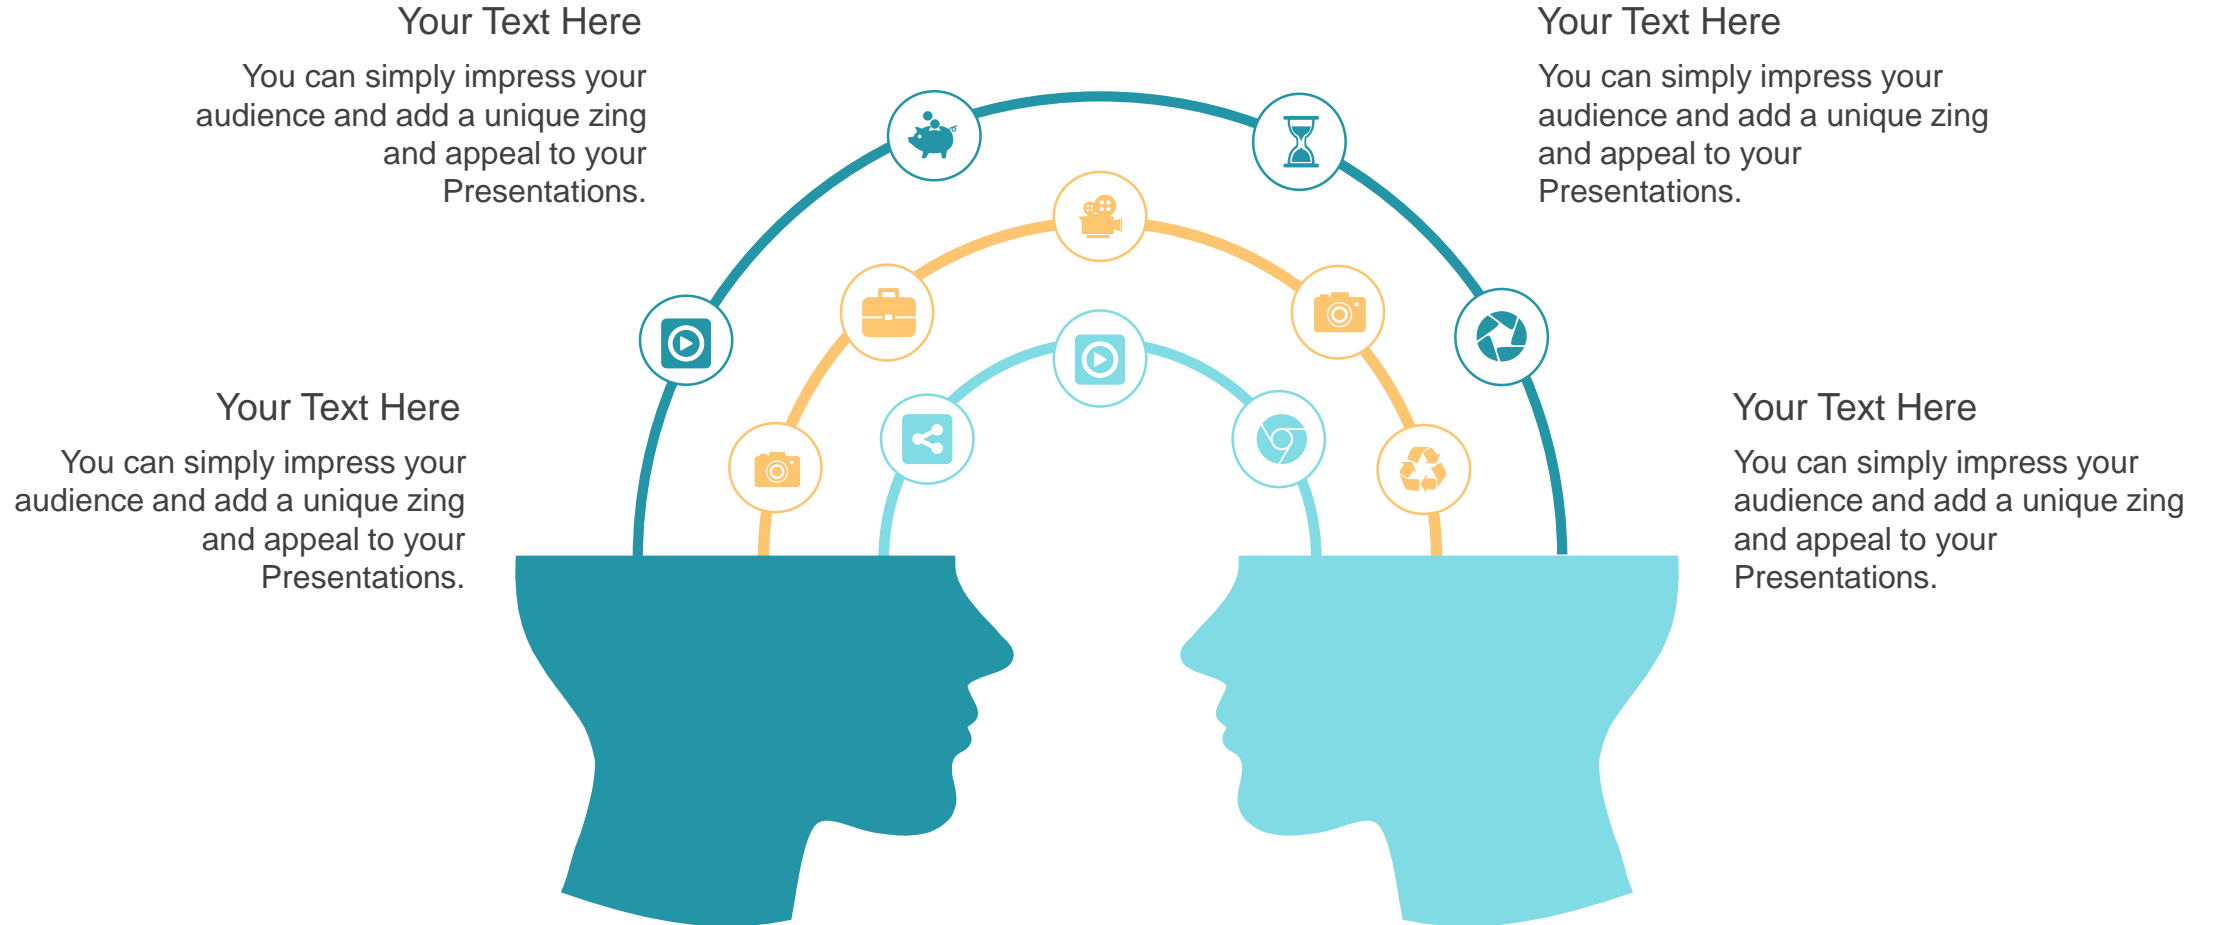 Your Text Here
You can simply impress your
audience and add a unique zing
and appeal to your
Presentations.
Your Text Here
You can simply impress your
audience and add a unique zing
and appeal to your
Presentations.
Your Text Here
You can simply impress your
audience and add a unique zing
and appeal to your
Presentations.
Your Text Here
You can simply impress your
audience and add a unique zing
and appeal to your
Presentations.